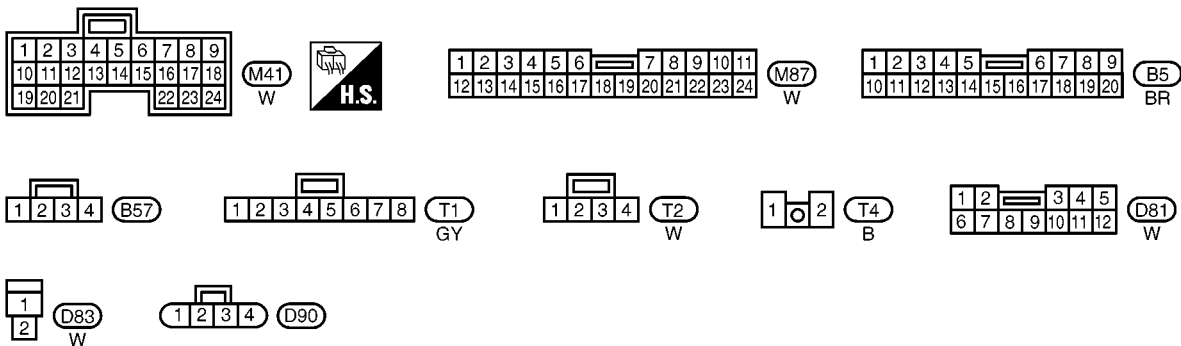 1 2 3 4 5 6 7 8 9
10 11 12 13 14 15 16 17 18
19 20 21 22 23 24
M41
W
H.S.
1 2 3 4 5 6 7 8 9 10 11
12 13 14 15 16 17 18 19 20 21 22 23 24
M87
W
1 2 3 4 5 6 7 8 9
10 11 12 13 14 15 16 17 18 19 20
B5
BR
1 2 3 4
B57
1 2 3 4 5 6 7 8
T1
GY
1 2 3 4
T2
W
1 2
T4
B
1 2 3 4 5
6 7 8 9 10 11 12
D81
W
1
2
D83
W
1 2 3 4
D90